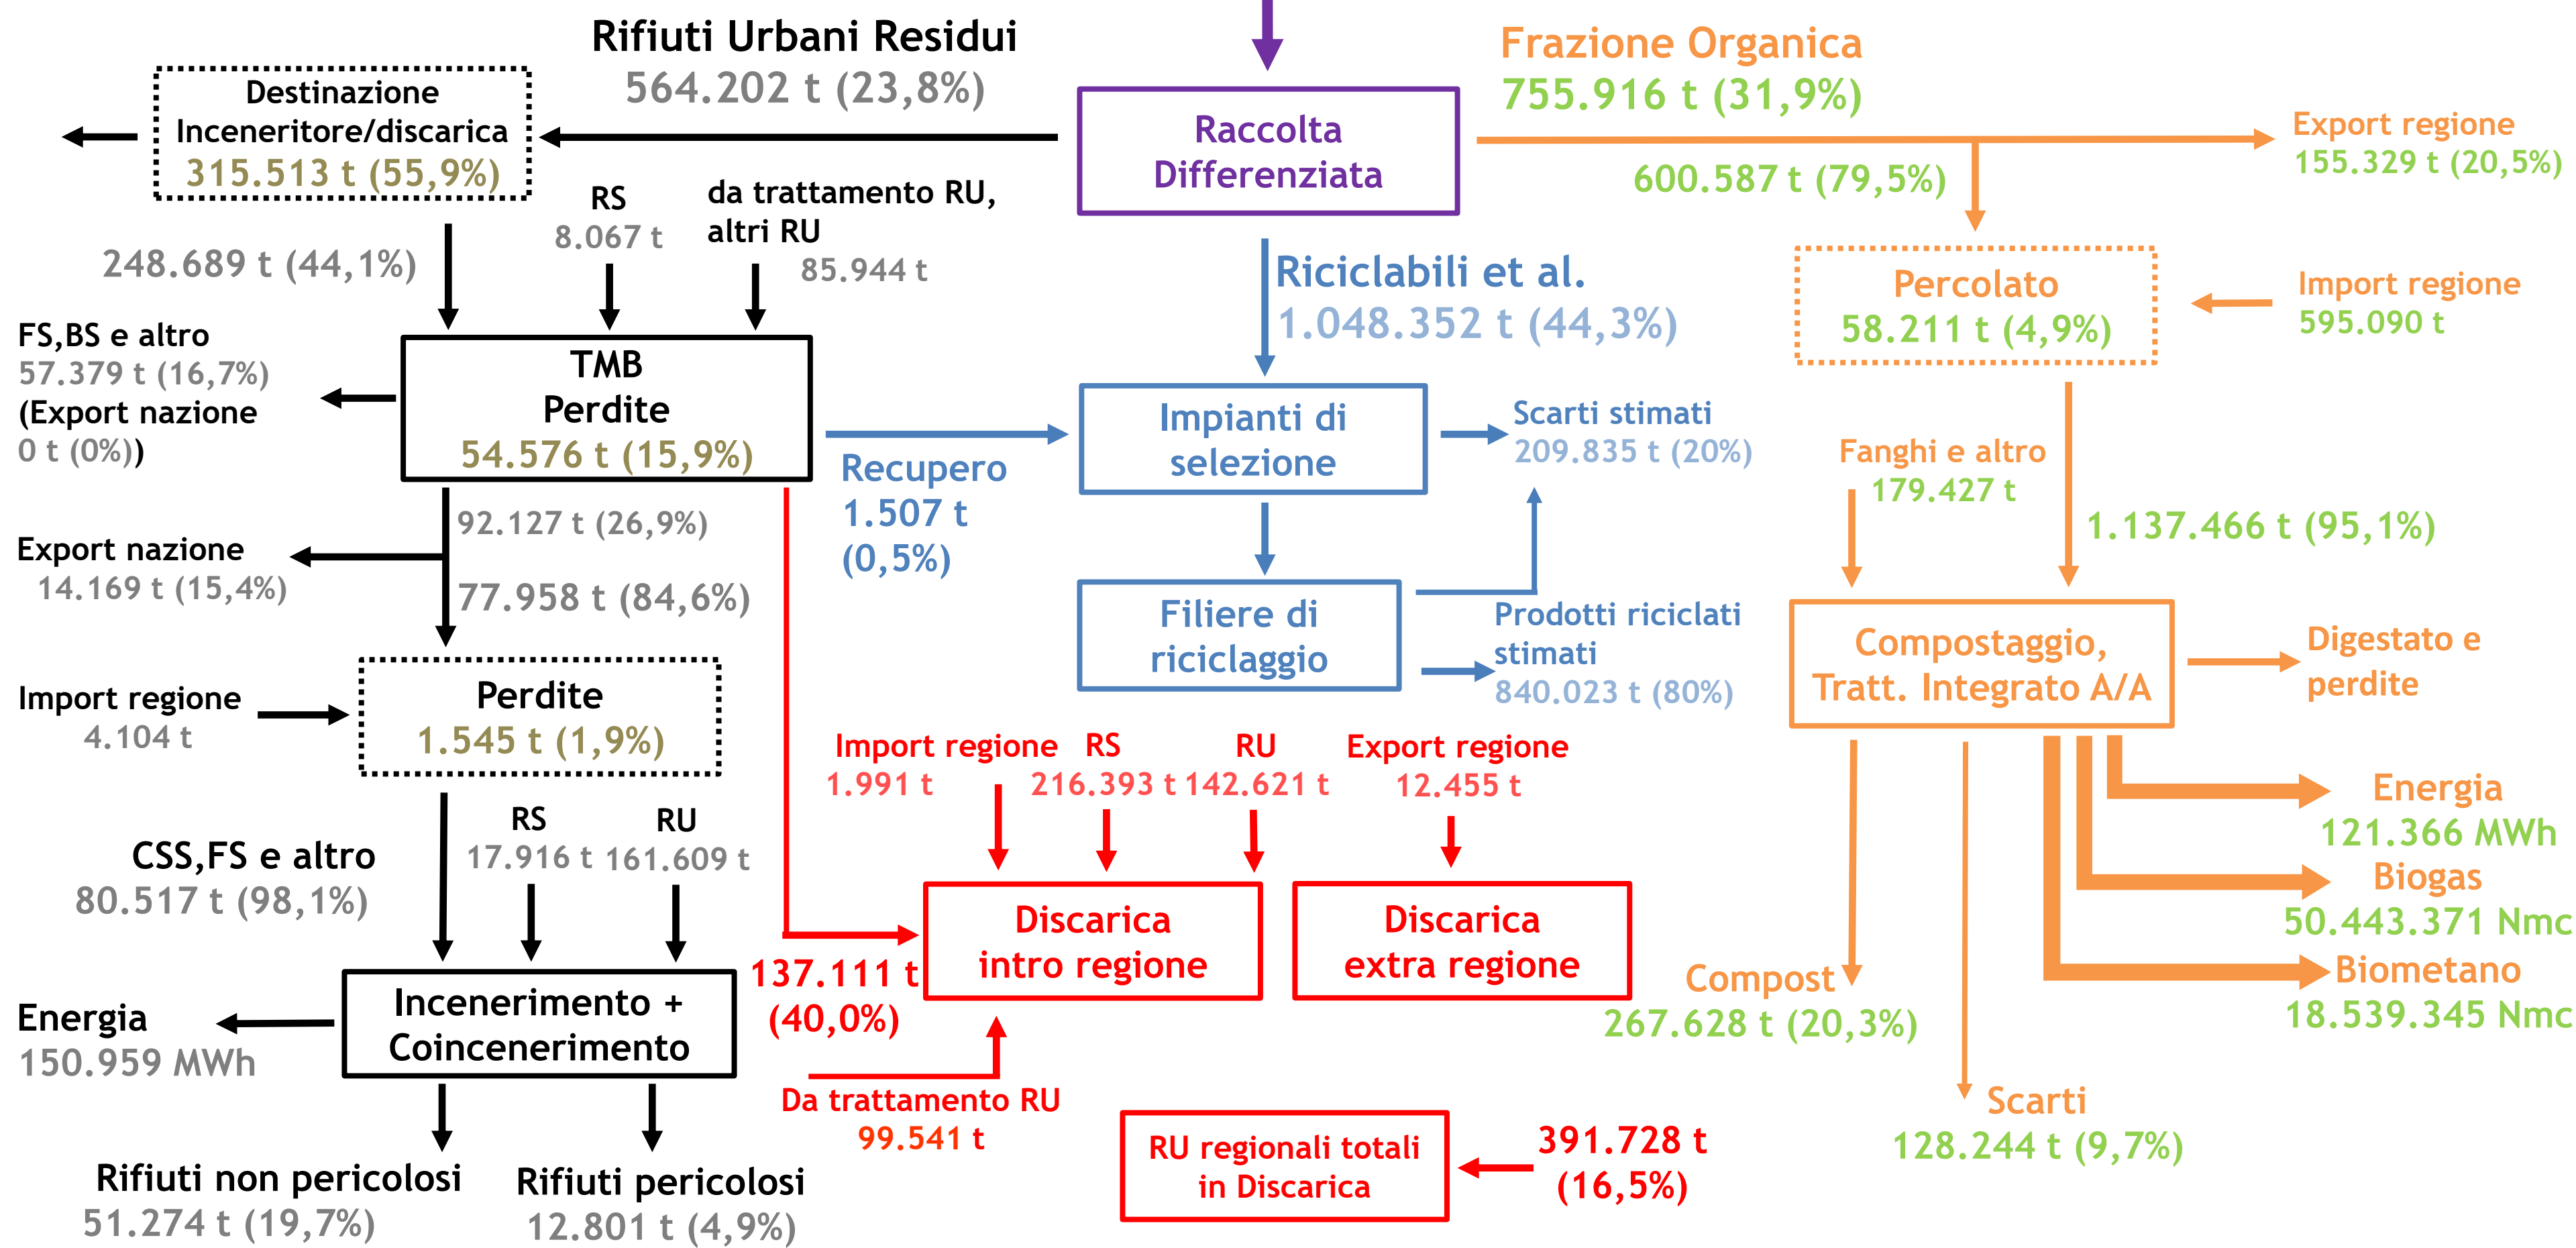 Rifiuti Urbani Residui
564.202 t (23,8%)
Destinazione
Inceneritore/discarica
315.513 t (55,9%)
Raccolta
Differenziata
Frazione Organica
755.916 t (31,9%)
Export regione
155.329 t (20,5%)
600.587 t (79,5%)
RS
8.067 t
da trattamento RU,
altri RU
85.944 t
248.689 t (44,1%)
Riciclabili et al.
1.048.352 t (44,3%)
Percolato
58.211 t (4,9%)
Import regione
595.090 t
FS,BS e altro
57.379 t (16,7%)
(Export nazione
0 t (0%))
TMB
Perdite
54.576 t (15,9%)
Recupero
1.507 t
(0,5%)
Impianti di
selezione
Scarti stimati
209.835 t (20%)
Fanghi e altro
179.427 t
1.137.466 t (95,1%)
92.127 t (26,9%)
Export nazione
14.169 t (15,4%)
77.958 t (84,6%)
Filiere di
riciclaggio
Prodotti riciclati
stimati
840.023 t (80%)
Compostaggio,
Tratt. Integrato A/A
Digestato e
perdite
Import regione
4.104 t
Perdite
1.545 t (1,9%)
Import regione
1.991 t
RS
216.393 t
RU
142.621 t
Export regione
12.455 t
Energia
121.366 MWh
Biogas
50.443.371 Nmc
Biometano
18.539.345 Nmc
CSS,FS e altro
80.517 t (98,1%)
RS
17.916 t
RU
161.609 t
Discarica
intro regione
Discarica
extra regione
137.111 t
(40,0%)
Compost
267.628 t (20,3%)
Energia
150.959 MWh
Incenerimento +
Coincenerimento
Da trattamento RU
99.541 t
Scarti
128.244 t (9,7%)
RU regionali totali
in Discarica
391.728 t
(16,5%)
Rifiuti non pericolosi
51.274 t (19,7%)
Rifiuti pericolosi
12.801 t (4,9%)